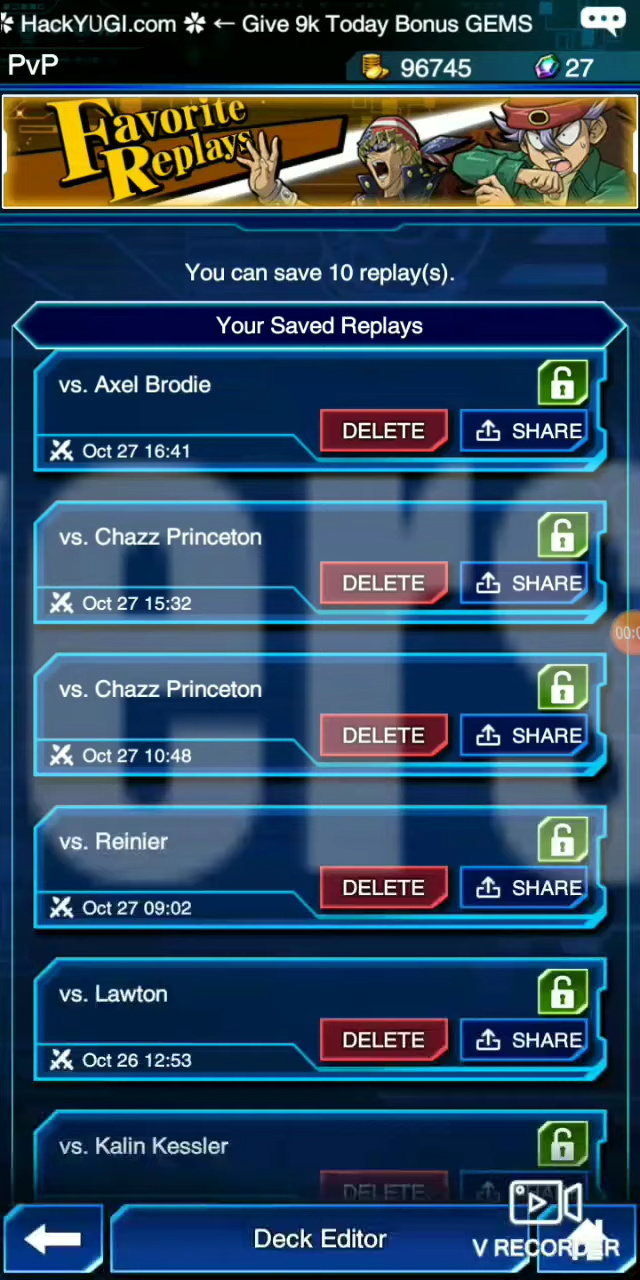 HackYUGI.com ✽ ← Give 9k Today Bonus GEMS
PvP
96745
27
Favorite
Replays
You can save 10 replay(s).
Your Saved Replays
vs. Axel Brodie
DELETE
SHARE
Oct 27 16:41
vs. Chazz Princeton
DELETE
SHARE
Oct 27 15:32
vs. Chazz Princeton
DELETE
SHARE
Oct 27 10:48
vs. Reinier
DELETE
SHARE
Oct 27 09:02
vs. Lawton
DELETE
SHARE
Oct 26 12:53
vs. Kalin Kessler
DELETE
Deck Editor
V RECORDER